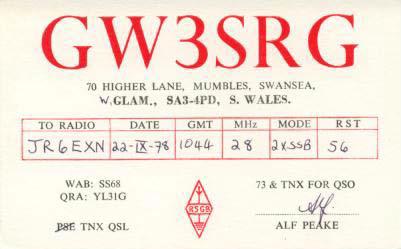 GW3SRG
70 HIGHER LANE, MUMBLES, SWANSEA,
W. GLAM., SA3-4PD, S. WALES.
TO RADIO DATE GMT MHz MODE RST
JR6EXN 22-IX-78 1044 28 2XSSB 56
WAB: SS68
QRA: YL31G
RSGB
73 & TNX FOR QSO
PSE TNX QSL
ALF PEAKE